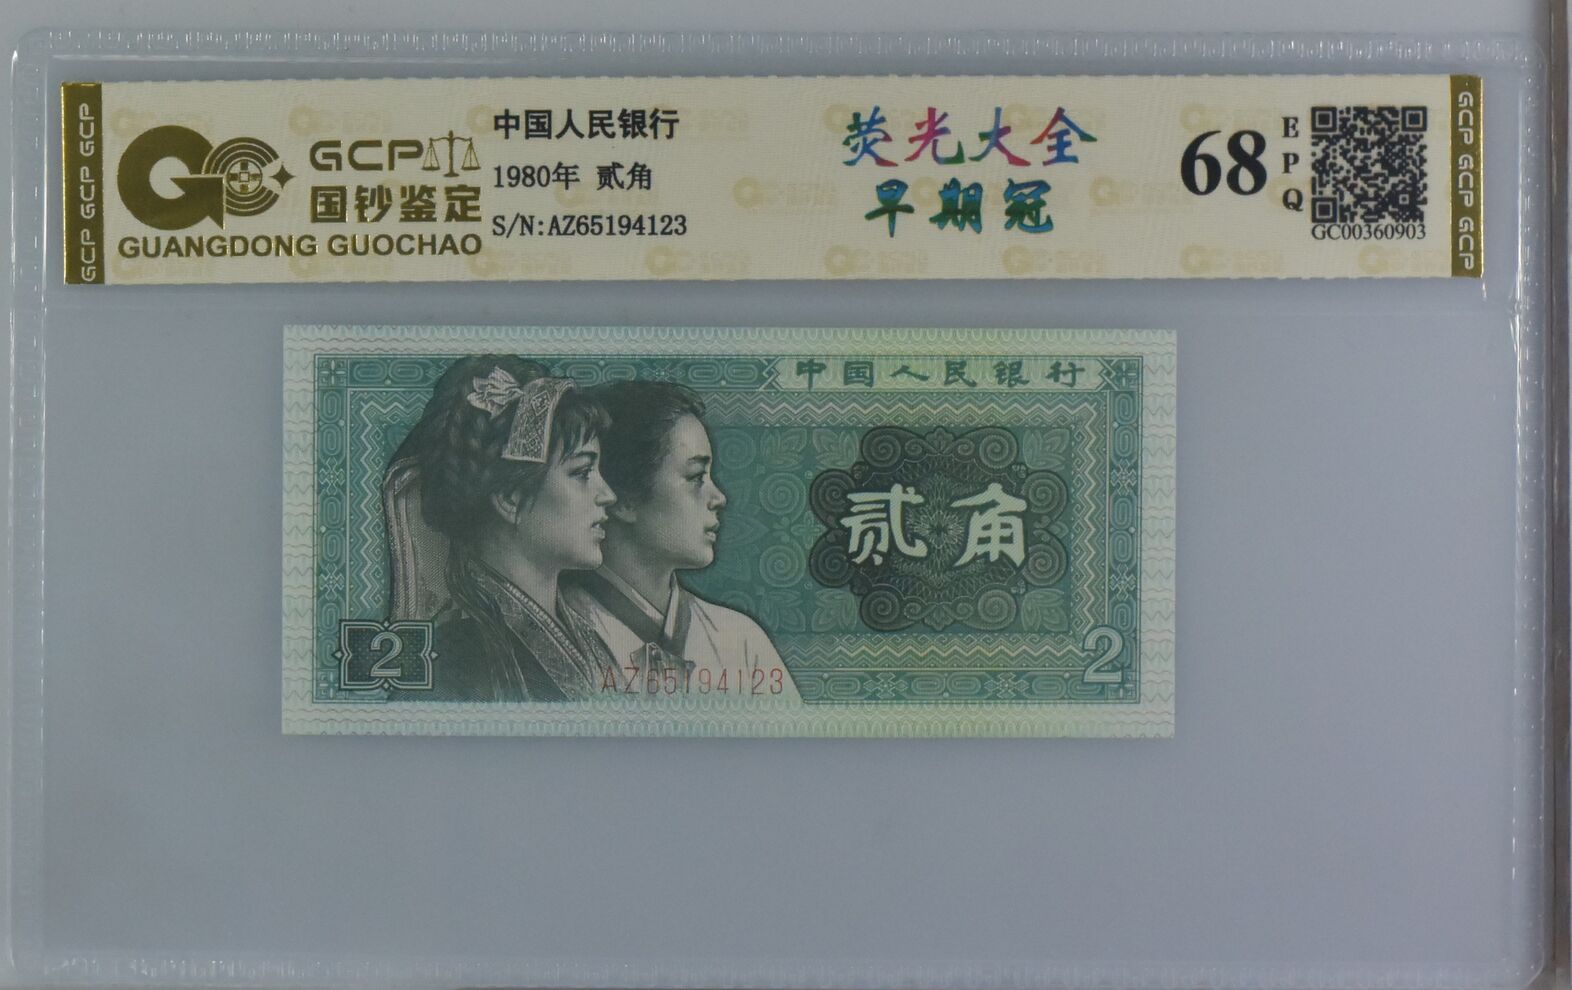 GCP GCP GCP
GCP
国钞鉴定
GUANGDONG GUOCHAO
中国人民银行
1980年 贰角
S/N:AZ65194123
荧光大全
早期冠
68
EPQ
GC00360903
GCP GCP GCP
中国人民银行
贰角
2
AZ65194123
2